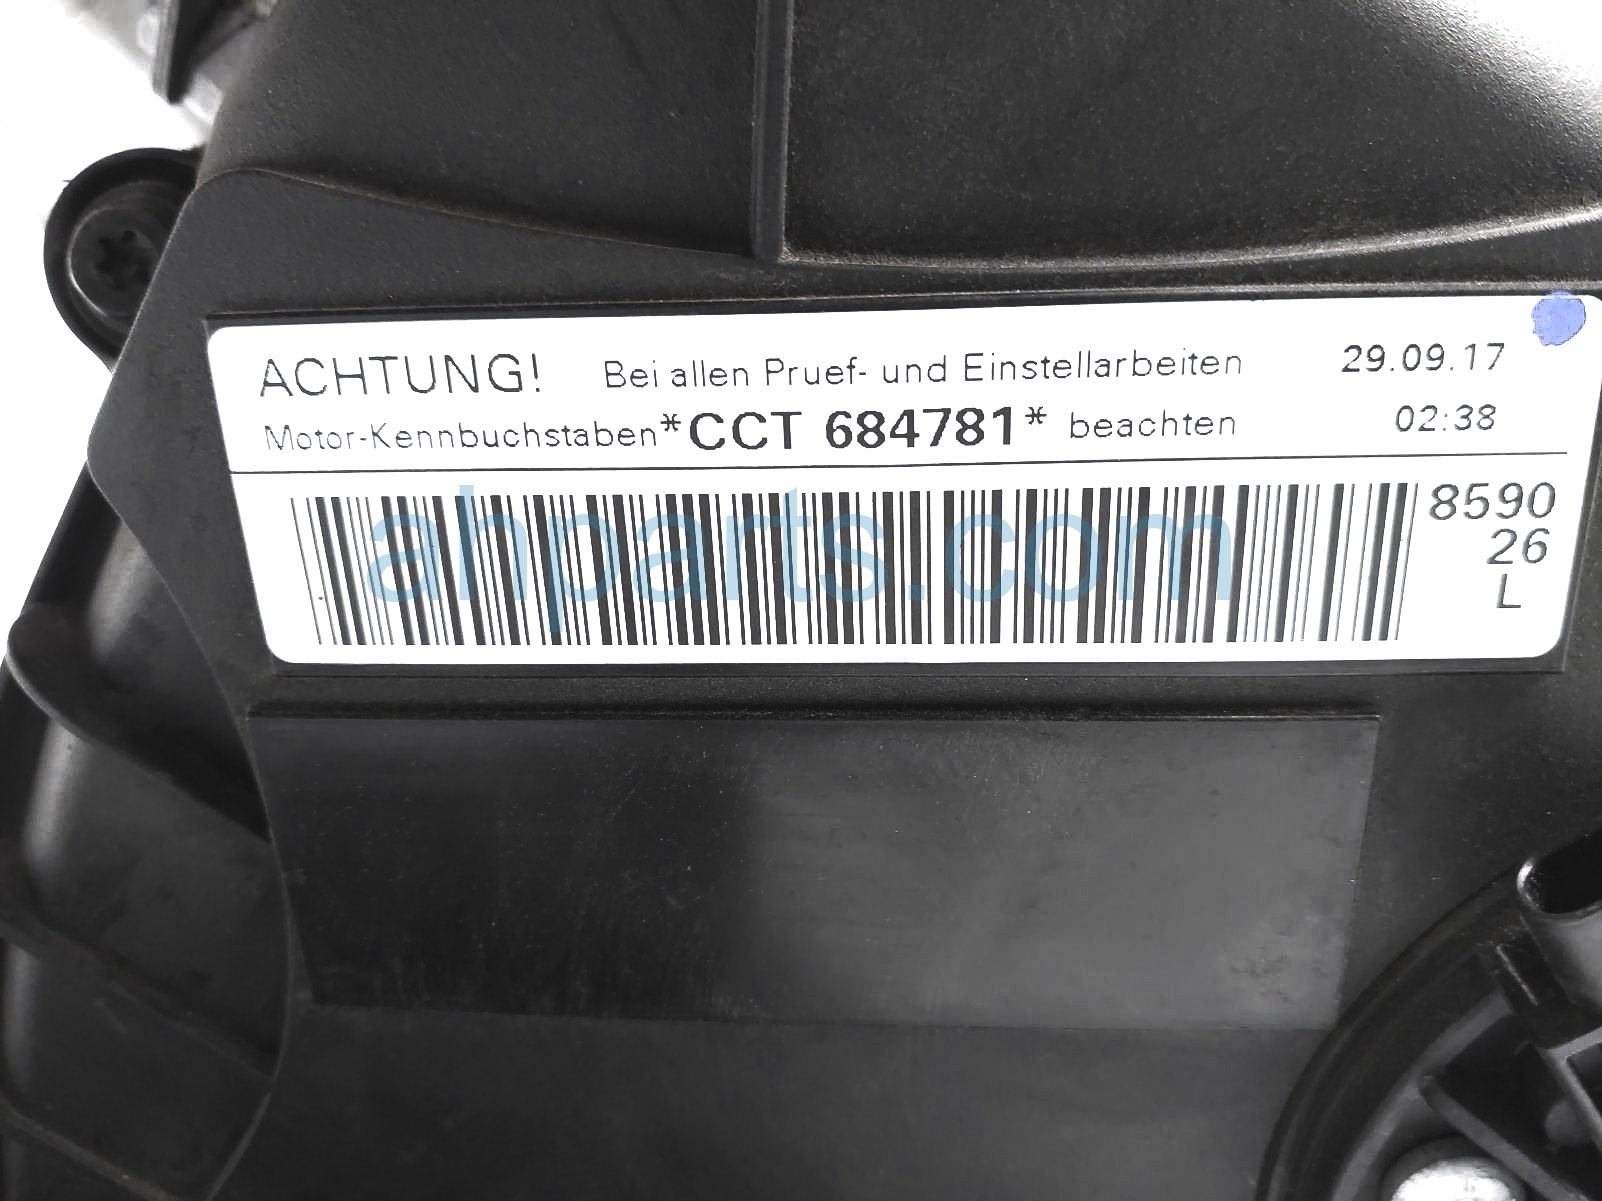 ACHTUNG! Bei allen Pruef- und Einstellarbeiten 29.09.17
Motor-Kennbuchstaben*CCT 684781* beachten 02:38
8590
26
L
ahparts.com